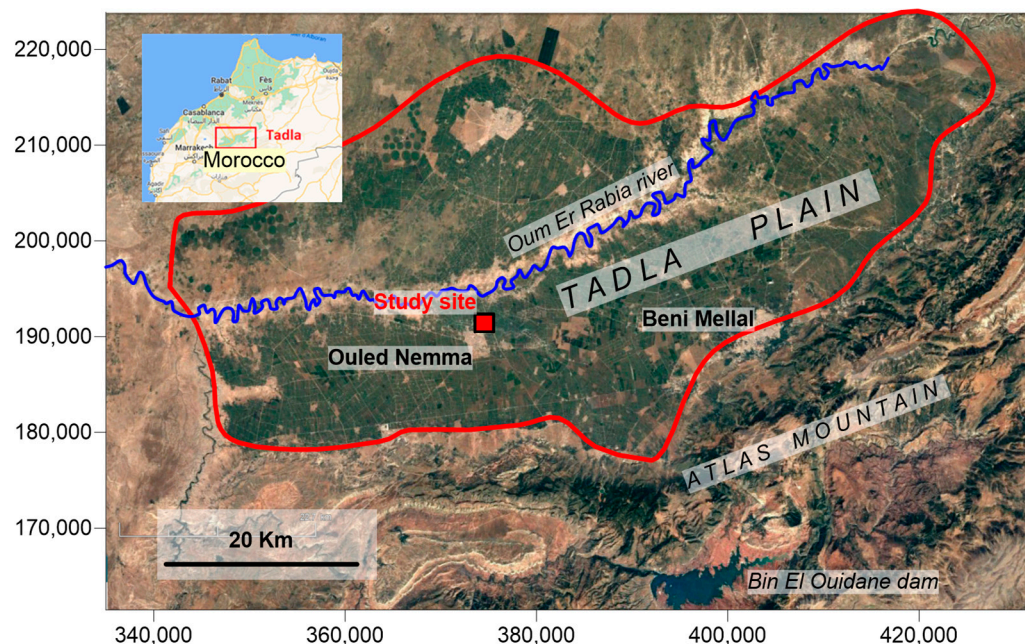 220,000
210,000
200,000
190,000
180,000
170,000
Rabat
Fès
Meknès
Casablanca
Marrakech
Agadir
Tadla
Morocco
Oum Er Rabia river
TADLA PLAIN
Study site
Beni Mellal
Ouled Nemma
ATLAS MOUNTAIN
20 Km
Bin El Ouidane dam
340,000 360,000 380,000 400,000 420,000